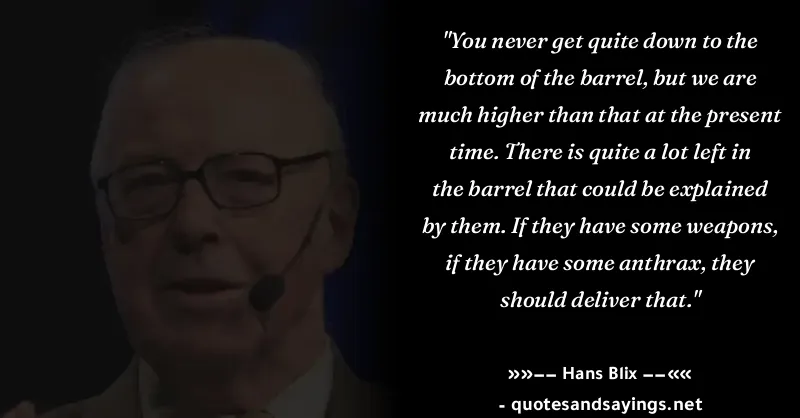 "You never get quite down to the
bottom of the barrel, but we are
much higher than that at the present
time. There is quite a lot left in
the barrel that could be explained
by them. If they have some weapons,
if they have some anthrax, they
should deliver that."
»»−− Hans Blix −−««
- quotesandsayings.net